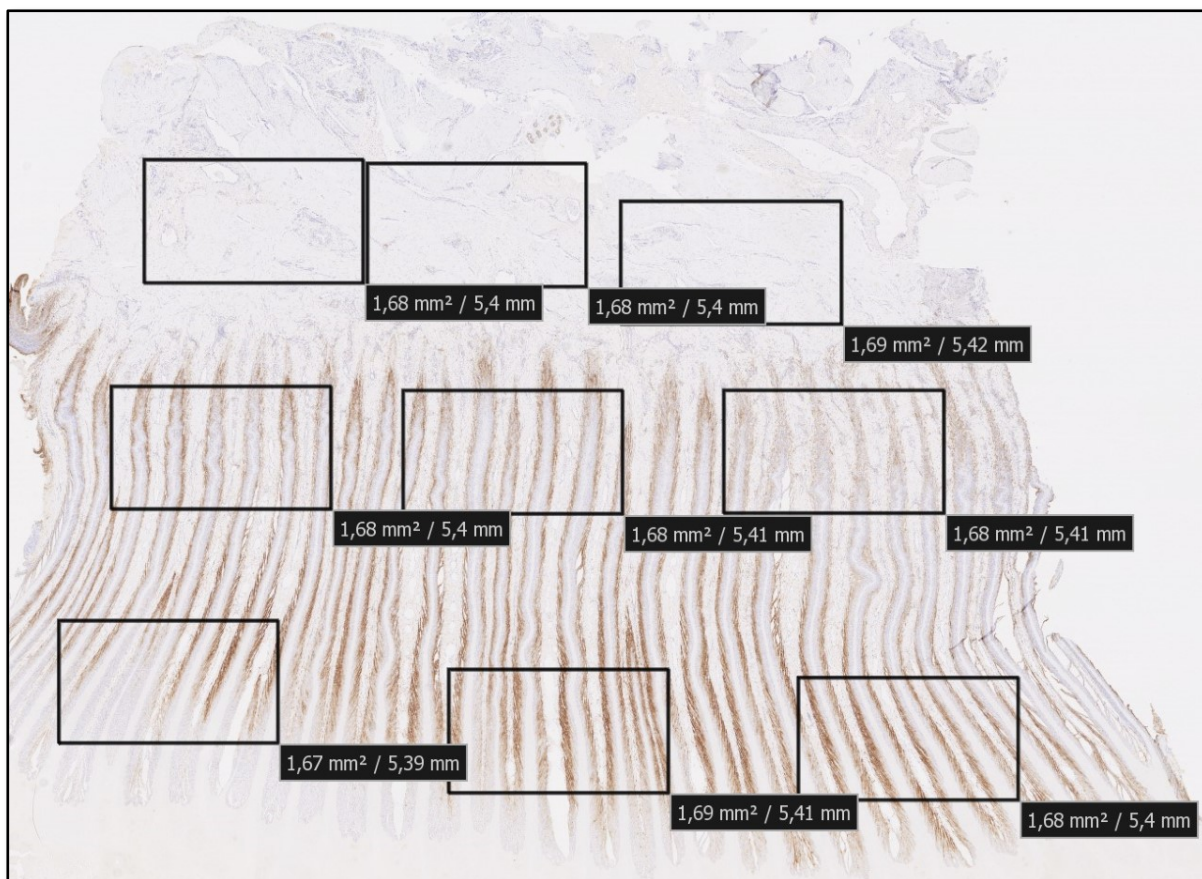 1,68 mm² / 5,4 mm
1,68 mm² / 5,4 mm
1,69 mm² / 5,42 mm
1,68 mm² / 5,4 mm
1,68 mm² / 5,41 mm
1,68 mm² / 5,41 mm
1,67 mm² / 5,39 mm
1,69 mm² / 5,41 mm
1,68 mm² / 5,4 mm